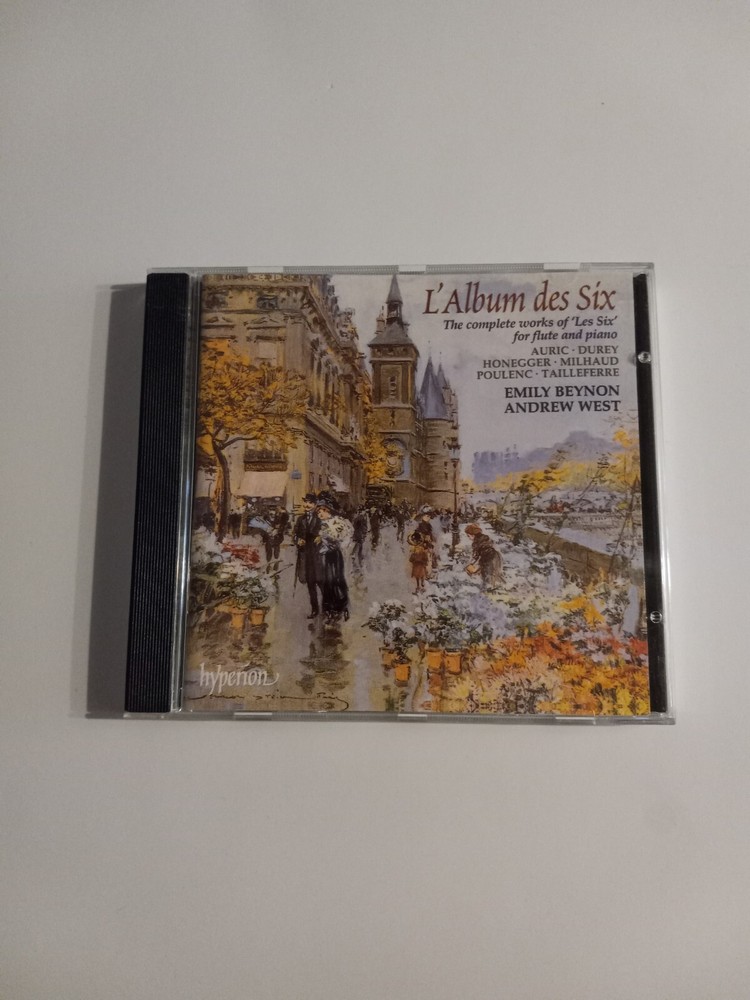 L'Album des Six
The complete works of 'Les Six'
for flute and piano
AURIC · DUREY
HONEGGER · MILHAUD
POULENC · TAILLEFERRE
EMILY BEYNON
ANDREW WEST
hyperion